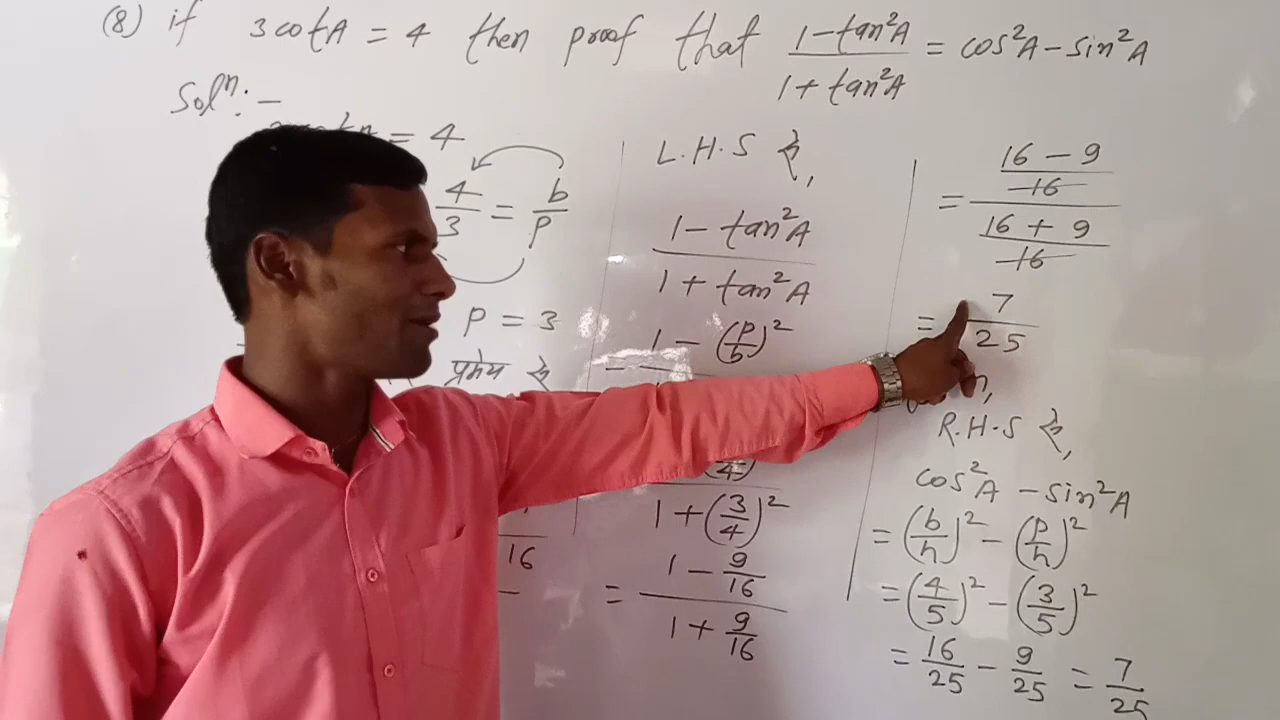 (8) if 3cotA = 4 then proof that (1-tan²A)/(1+tan²A) = cos²A - sin²A
Solⁿ:-
= 4
4/3 = b/p
p = 3
प्रमेय से
16
L.H.S से,
(1 - tan²A)/(1 + tan²A)
= 1 - (p/b)²
1 + (3/4)²
= (1 - 9/16)/(1 + 9/16)
= ((16 - 9)/16)/((16 + 9)/16)
= 7/25
R.H.S से,
cos²A - sin²A
= (b/h)² - (p/h)²
= (4/5)² - (3/5)²
= 16/25 - 9/25 = 7/25